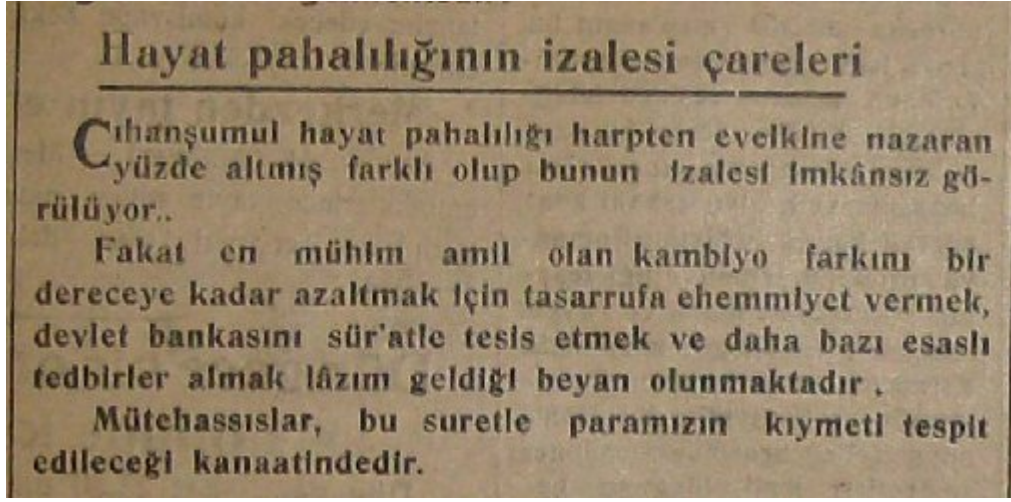 Hayat pahalılığının izalesi çareleri
Cıhanşumul hayat pahalılığı harpten evelkine nazaran
yüzde altmış farklı olup bunun izalesi imkânsız gö-
rülüyor..
Fakat en mühim amil olan kambiyo farkını bir
dereceye kadar azaltmak için tasarrufa ehemmiyet vermek,
devlet bankasını sür'atle tesis etmek ve daha bazı esaslı
tedbirler almak lâzım geldiği beyan olunmaktadır .
Mütehassıslar, bu suretle paramızın kıymeti tespit
edileceği kanaatindedir.